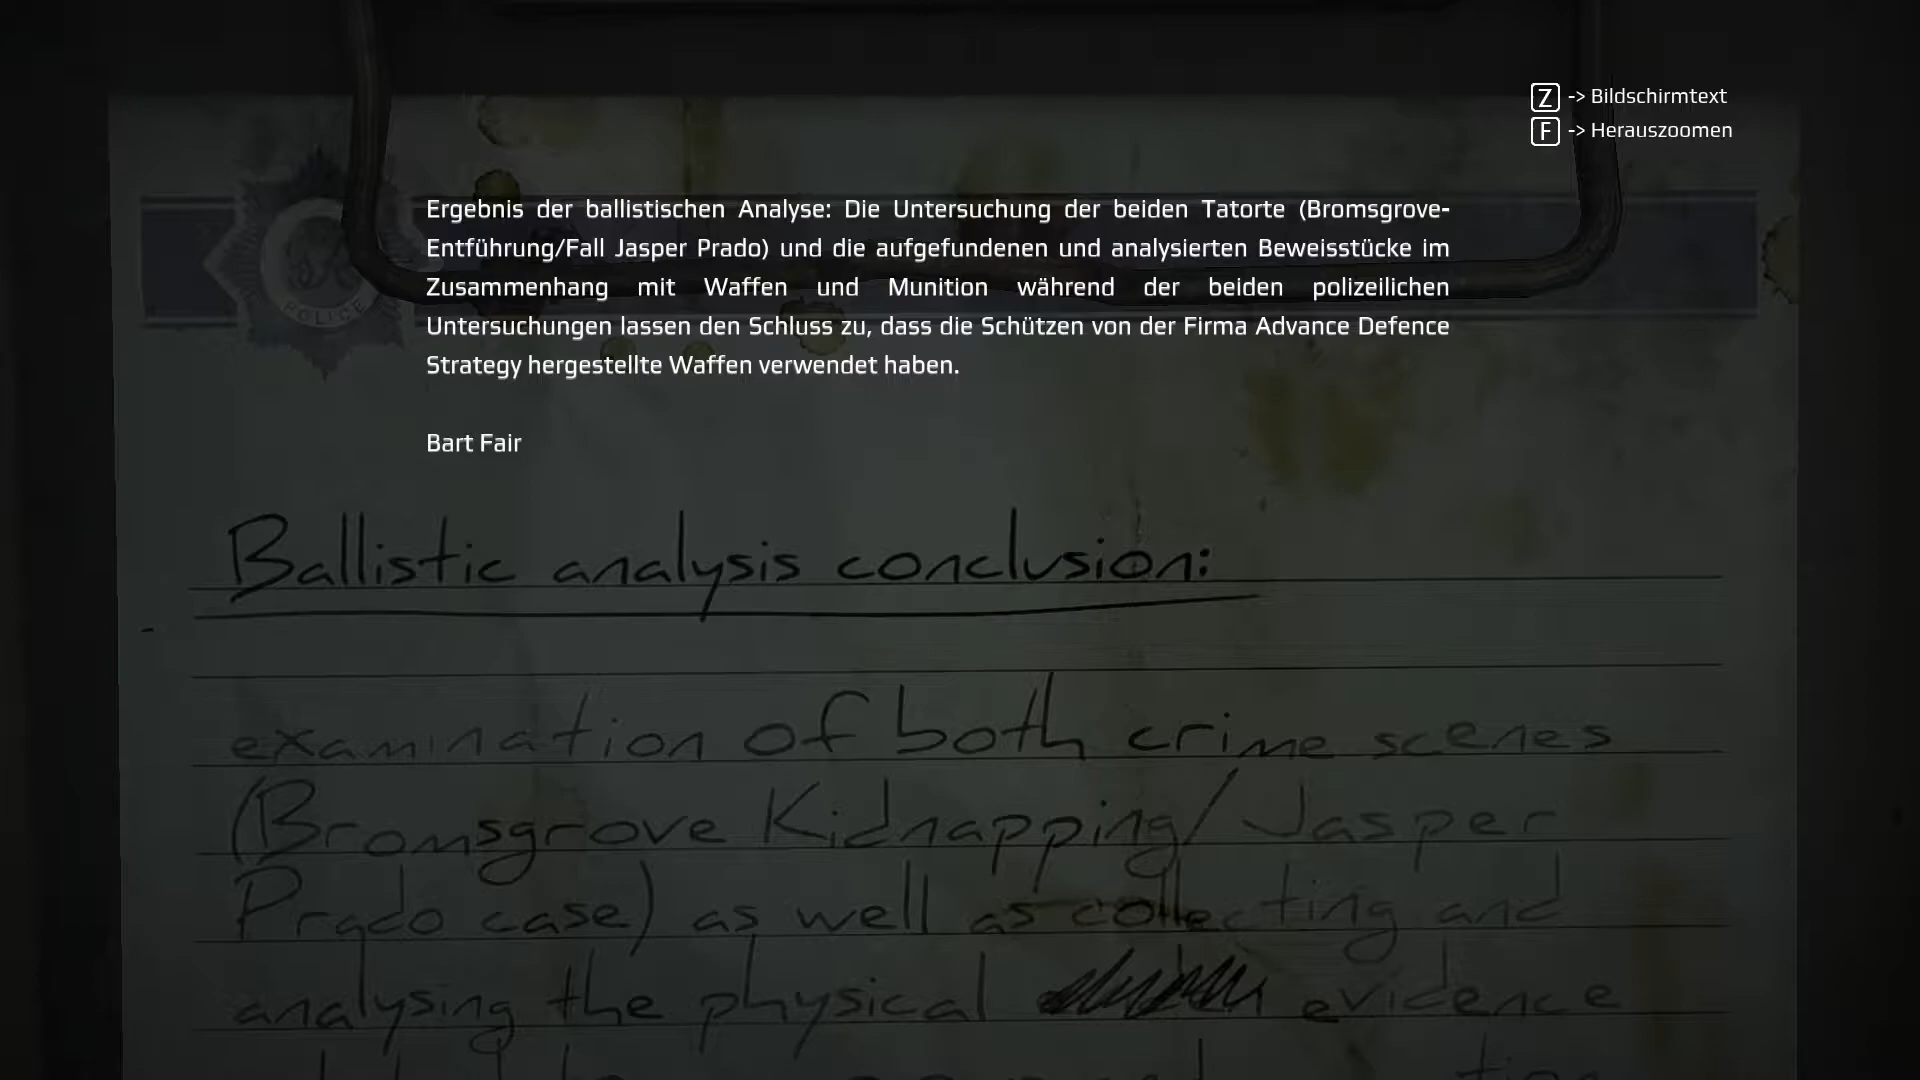 Z -> Bildschirmtext
F -> Herauszoomen
Ergebnis der ballistischen Analyse: Die Untersuchung der beiden Tatorte (Bromsgrove-
Entführung/Fall Jasper Prado) und die aufgefundenen und analysierten Beweisstücke im
Zusammenhang mit Waffen und Munition während der beiden polizeilichen
Untersuchungen lassen den Schluss zu, dass die Schützen von der Firma Advance Defence
Strategy hergestellte Waffen verwendet haben.
Bart Fair
POLICE
Ballistic analysis conclusion:
examination of both crime scenes
(Bromsgrove Kidnapping/Jasper
Prado case) as well as collecting and
analysing the physical evidence